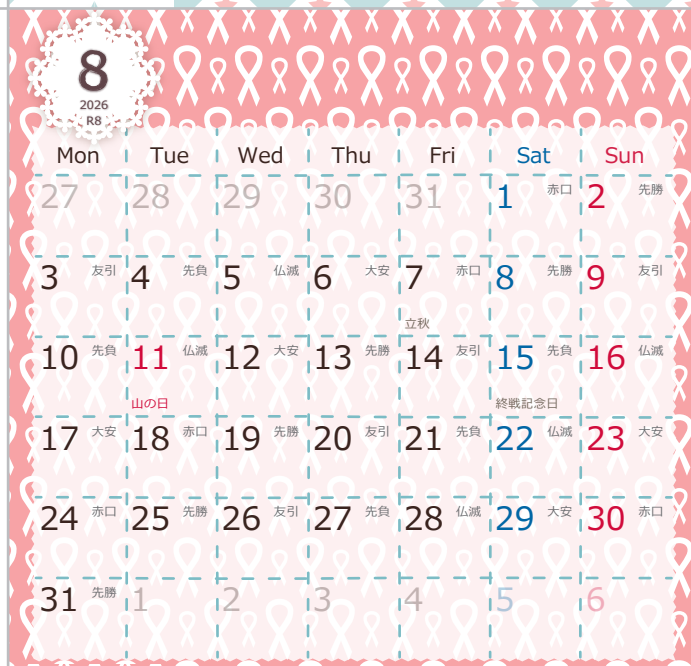 8
2026
R8
Mon Tue Wed Thu Fri Sat Sun
27 28 29 30 31 1 赤口 2 先勝
3 友引 4 先負 5 仏滅 6 大安 7 赤口 8 先勝 9 友引
立秋
10 先負 11 仏滅 12 大安 13 先勝 14 友引 15 先負 16 仏滅
山の日 終戦記念日
17 大安 18 赤口 19 先勝 20 友引 21 先負 22 仏滅 23 大安
24 赤口 25 先勝 26 友引 27 先負 28 仏滅 29 大安 30 赤口
31 先勝 1 2 3 4 5 6